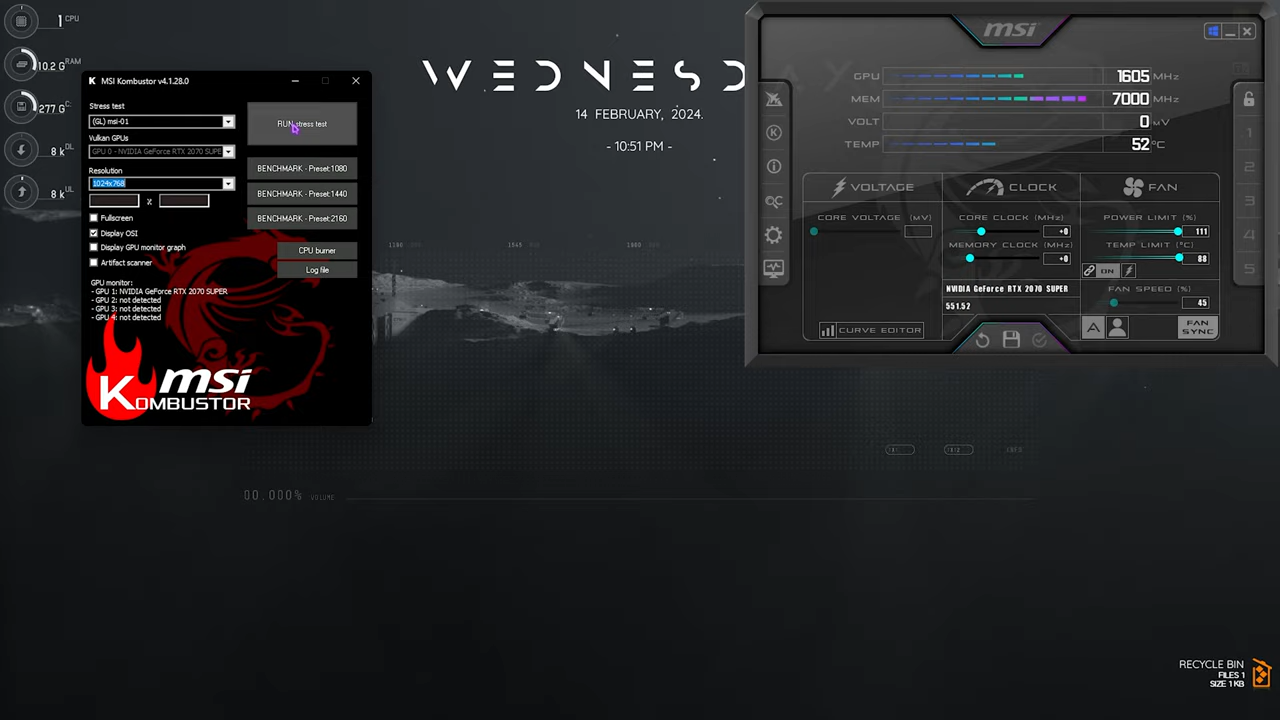 1 CPU
10.2 G RAM
277 G C:
8 k DL
8 k UL
WEDNESDAY
14 FEBRUARY, 2024.
- 10:51 PM -
MSI Kombustor v4.1.28.0
Stress test
(GL) msi-01
RUN stress test
Vulkan GPUs
GPU 0 - NVIDIA GeForce RTX 2070 SUPE
BENCHMARK - Preset:1080
Resolution
1024x768
BENCHMARK - Preset:1440
x
Fullscreen
BENCHMARK - Preset:2160
Display OSI
Display GPU monitor graph
CPU burner
Artifact scanner
Log file
GPU monitor:
- GPU 1: NVIDIA GeForce RTX 2070 SUPER
- GPU 2: not detected
- GPU 3: not detected
- GPU 4: not detected
K msi
KOMBUSTOR
msi
GPU 1605 MHz
MEM 7000 MHz
VOLT 0 mV
TEMP 52 °C
VOLTAGE
CORE VOLTAGE (MV)
CURVE EDITOR
CLOCK
CORE CLOCK (MHz)
+0
MEMORY CLOCK (MHz)
+0
NVIDIA GeForce RTX 2070 SUPER
551.52
FAN
POWER LIMIT (%)
111
TEMP LIMIT (°C)
88
ON
FAN SPEED (%)
45
A
FAN
SYNC
K
i
OC
1
2
3
4
5
00.000% VOLUME
RECYCLE BIN
FILES 1
SIZE 1 KB